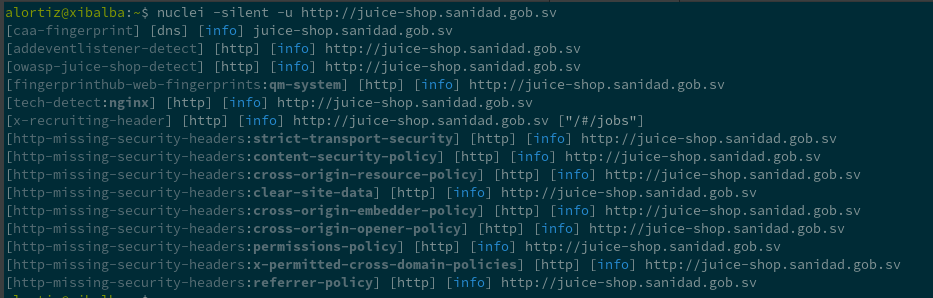 alortiz@xibalba:~$ nuclei -silent -u http://juice-shop.sanidad.gob.sv
[caa-fingerprint] [dns] [info] juice-shop.sanidad.gob.sv
[addeventlistener-detect] [http] [info] http://juice-shop.sanidad.gob.sv
[owasp-juice-shop-detect] [http] [info] http://juice-shop.sanidad.gob.sv
[fingerprinthub-web-fingerprints:qm-system] [http] [info] http://juice-shop.sanidad.gob.sv
[tech-detect:nginx] [http] [info] http://juice-shop.sanidad.gob.sv
[x-recruiting-header] [http] [info] http://juice-shop.sanidad.gob.sv ["/#/jobs"]
[http-missing-security-headers:strict-transport-security] [http] [info] http://juice-shop.sanidad.gob.sv
[http-missing-security-headers:content-security-policy] [http] [info] http://juice-shop.sanidad.gob.sv
[http-missing-security-headers:cross-origin-resource-policy] [http] [info] http://juice-shop.sanidad.gob.sv
[http-missing-security-headers:clear-site-data] [http] [info] http://juice-shop.sanidad.gob.sv
[http-missing-security-headers:cross-origin-embedder-policy] [http] [info] http://juice-shop.sanidad.gob.sv
[http-missing-security-headers:cross-origin-opener-policy] [http] [info] http://juice-shop.sanidad.gob.sv
[http-missing-security-headers:permissions-policy] [http] [info] http://juice-shop.sanidad.gob.sv
[http-missing-security-headers:x-permitted-cross-domain-policies] [http] [info] http://juice-shop.sanidad.gob.sv
[http-missing-security-headers:referrer-policy] [http] [info] http://juice-shop.sanidad.gob.sv